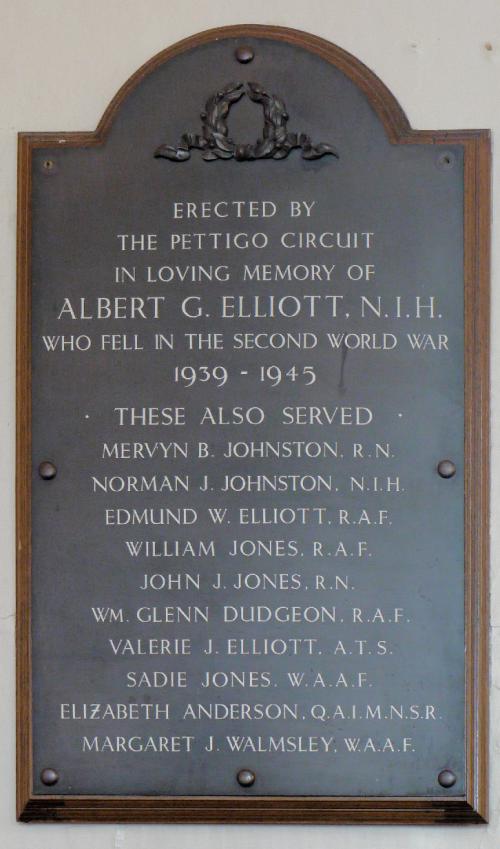 ERECTED BY
THE PETTIGO CIRCUIT
IN LOVING MEMORY OF
ALBERT G. ELLIOTT, N.I.H.
WHO FELL IN THE SECOND WORLD WAR
1939 - 1945
· THESE ALSO SERVED ·
MERVYN B. JOHNSTON, R.N.
NORMAN J. JOHNSTON, N.I.H.
EDMUND W. ELLIOTT, R.A.F.
WILLIAM JONES, R.A.F.
JOHN J. JONES, R.N.
WM. GLENN DUDGEON, R.A.F.
VALERIE J. ELLIOTT, A.T.S.
SADIE JONES, W.A.A.F.
ELIZABETH ANDERSON, Q.A.I.M.N.S.R.
MARGARET J. WALMSLEY, W.A.A.F.